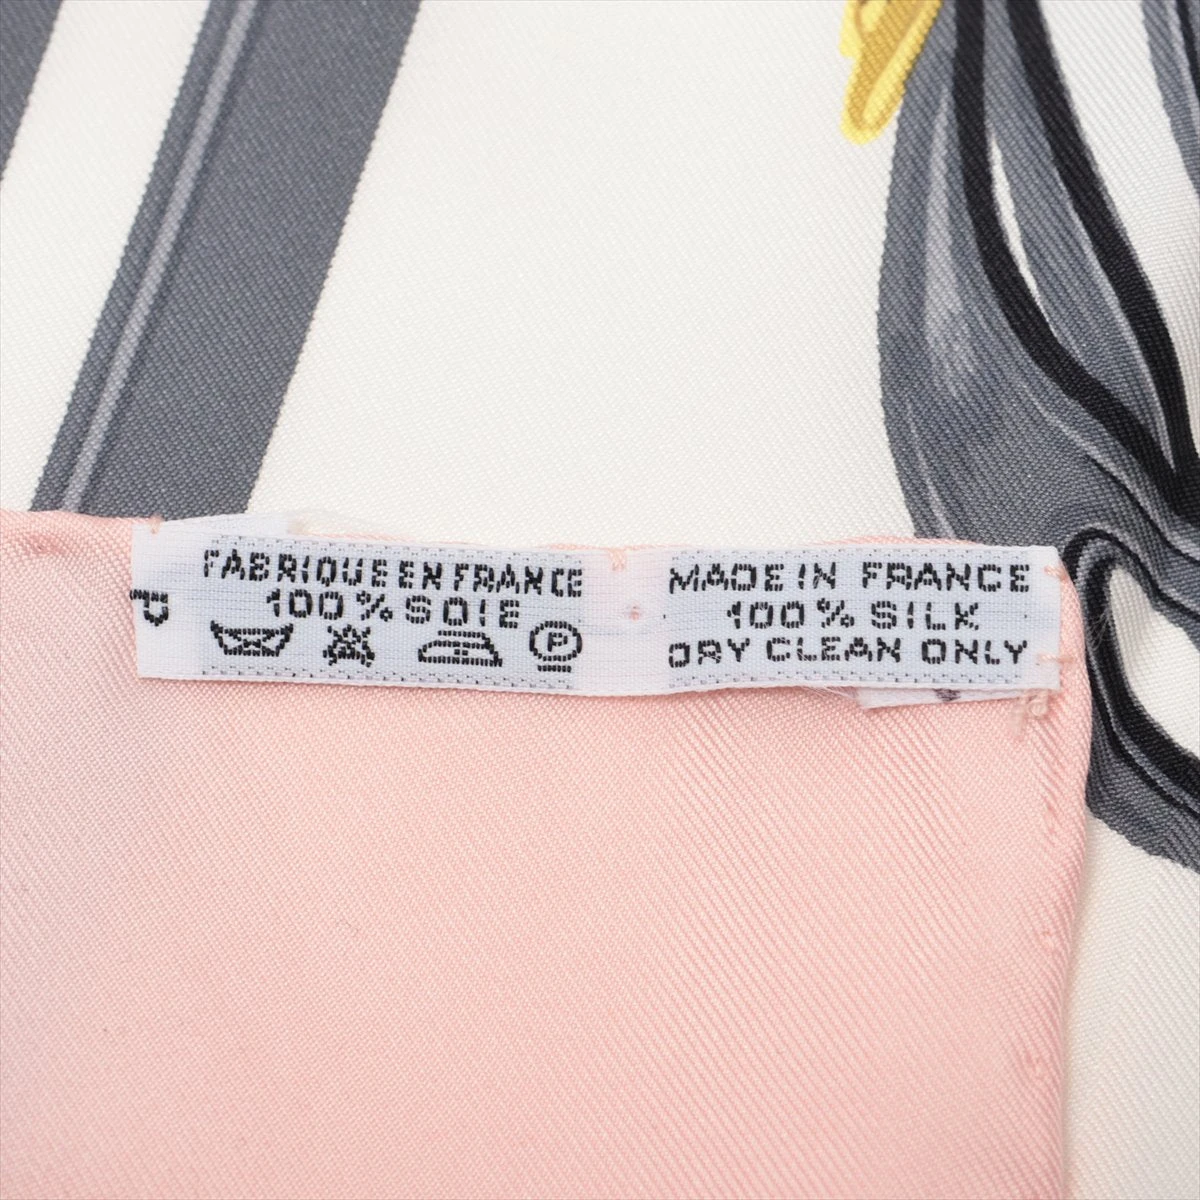 FABRIQUE EN FRANCE
100% SOIE
P
MADE IN FRANCE
100% SILK
DRY CLEAN ONLY